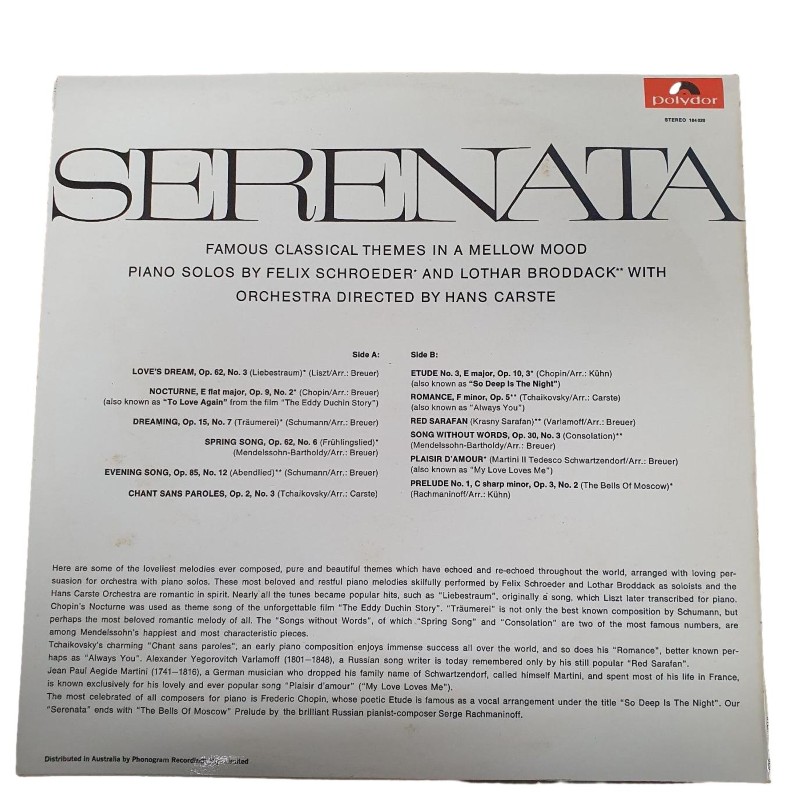 polydor
STEREO 184 028
SERENATA
FAMOUS CLASSICAL THEMES IN A MELLOW MOOD
PIANO SOLOS BY FELIX SCHROEDER* AND LOTHAR BRODDACK** WITH
ORCHESTRA DIRECTED BY HANS CARSTE
Side A:
LOVE'S DREAM, Op. 62, No. 3 (Liebestraum)* (Liszt/Arr.: Breuer)
NOCTURNE, E flat major, Op. 9, No. 2* (Chopin/Arr.: Breuer)
(also known as "To Love Again" from the film "The Eddy Duchin Story")
DREAMING, Op. 15, No. 7 (Träumerei)* (Schumann/Arr.: Breuer)
SPRING SONG, Op. 62, No. 6 (Frühlingslied)*
(Mendelssohn-Bartholdy/Arr.: Breuer)
EVENING SONG, Op. 85, No. 12 (Abendlied)** (Schumann/Arr.: Breuer)
CHANT SANS PAROLES, Op. 2, No. 3 (Tchaikovsky/Arr.: Carste)
Side B:
ETUDE No. 3, E major, Op. 10, 3* (Chopin/Arr.: Kühn)
(also known as "So Deep Is The Night")
ROMANCE, F minor, Op. 5** (Tchaikovsky/Arr.: Carste)
(also known as "Always You")
RED SARAFAN (Krasny Sarafan)** (Varlamoff/Arr.: Breuer)
SONG WITHOUT WORDS, Op. 30, No. 3 (Consolation)**
(Mendelssohn-Bartholdy/Arr.: Breuer)
PLAISIR D'AMOUR* (Martini Il Tedesco Schwartzendorf/Arr.: Breuer)
(also known as "My Love Loves Me")
PRELUDE No. 1, C sharp minor, Op. 3, No. 2 (The Bells Of Moscow)*
(Rachmaninoff/Arr.: Kühn)
Here are some of the loveliest melodies ever composed, pure and beautiful themes which have echoed and re-echoed throughout the world, arranged with loving per-
suasion for orchestra with piano solos. These most beloved and restful piano melodies skilfully performed by Felix Schroeder and Lothar Broddack as soloists and the
Hans Carste Orchestra are romantic in spirit. Nearly all the tunes became popular hits, such as "Liebestraum", originally a song, which Liszt later transcribed for piano.
Chopin's Nocturne was used as theme song of the unforgettable film "The Eddy Duchin Story". "Träumerei" is not only the best known composition by Schumann, but
perhaps the most beloved romantic melody of all. The "Songs without Words", of which "Spring Song" and "Consolation" are two of the most famous numbers, are
among Mendelssohn's happiest and most characteristic pieces.
Tchaikovsky's charming "Chant sans paroles", an early piano composition enjoys immense success all over the world, and so does his "Romance", better known per-
haps as "Always You". Alexander Yegorovitch Varlamoff (1801–1848), a Russian song writer is today remembered only by his still popular "Red Sarafan".
Jean Paul Aegide Martini (1741–1816), a German musician who dropped his family name of Schwartzendorf, called himself Martini, and spent most of his life in France,
is known exclusively for his lovely and ever popular song "Plaisir d'amour" ("My Love Loves Me").
The most celebrated of all composers for piano is Frederic Chopin, whose poetic Etude is famous as a vocal arrangement under the title "So Deep Is The Night". Our
"Serenata" ends with "The Bells Of Moscow" Prelude by the brilliant Russian pianist-composer Serge Rachmaninoff.
Distributed in Australia by Phonogram Recordings